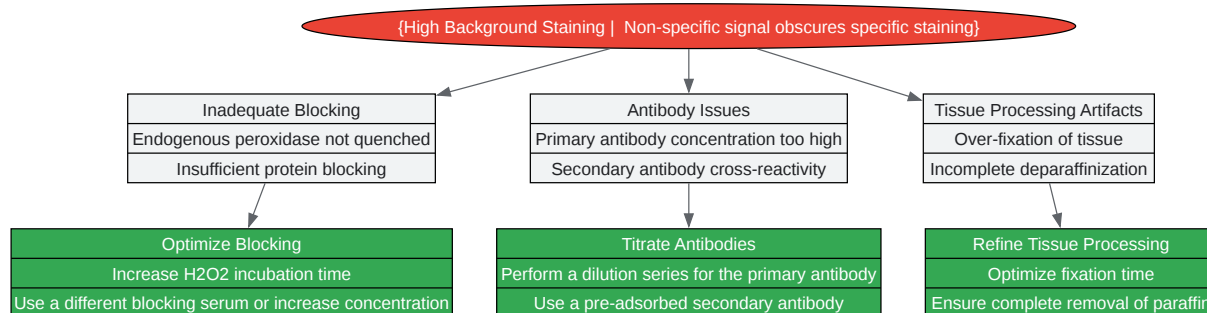 {High Background Staining | Non-specific signal obscures specific staining}
Inadequate Blocking
Endogenous peroxidase not quenched
Insufficient protein blocking
Antibody Issues
Primary antibody concentration too high
Secondary antibody cross-reactivity
Tissue Processing Artifacts
Over-fixation of tissue
Incomplete deparaffinization
Optimize Blocking
Increase H2O2 incubation time
Use a different blocking serum or increase concentration
Titrate Antibodies
Perform a dilution series for the primary antibody
Use a pre-adsorbed secondary antibody
Refine Tissue Processing
Optimize fixation time
Ensure complete removal of paraffin